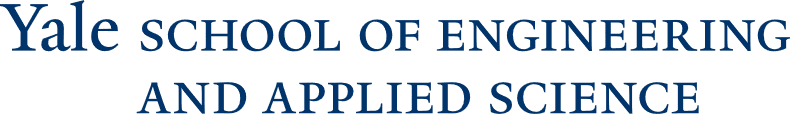 Yale SCHOOL OF ENGINEERING
AND APPLIED SCIENCE